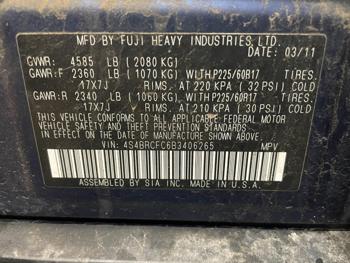 MFD BY FUJI HEAVY INDUSTRIES LTD.
GVWR: 4585 LB (2080 KG) DATE: 03/11
GAWR:F 2360 LB (1070 KG) WITH P225/60R17 TIRES.
17X7J RIMS. AT 220 KPA (32 PSI) COLD
GAWR:R 2340 LB (1060 KG) WITH P225/60R17 TIRES.
17X7J RIMS. AT 210 KPA (30 PSI) COLD
THIS VEHICLE CONFORMS TO ALL APPLICABLE FEDERAL MOTOR
VEHICLE SAFETY, BUMPER, AND THEFT PREVENTION STANDARDS
IN EFFECT ON THE DATE OF MANUFACTURE SHOWN ABOVE.
VIN: 4S4BRCFC6B3406265 MPV
ASSEMBLED BY SIA INC. IN U.S.A.